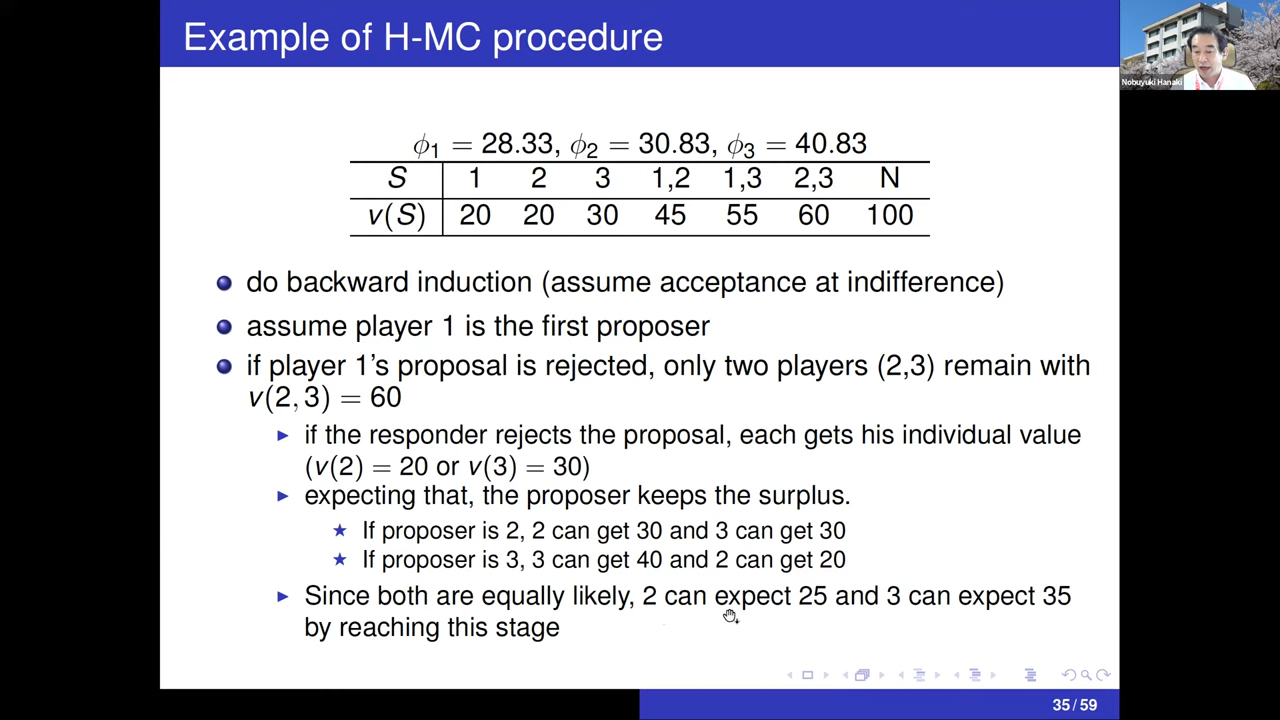 Example of H-MC procedure
Nobuyuki Hanaki
ϕ1 = 28.33, ϕ2 = 30.83, ϕ3 = 40.83
S 1 2 3 1,2 1,3 2,3 N
v(S) 20 20 30 45 55 60 100
do backward induction (assume acceptance at indifference)
assume player 1 is the first proposer
if player 1's proposal is rejected, only two players (2,3) remain with
v(2, 3) = 60
if the responder rejects the proposal, each gets his individual value
(v(2) = 20 or v(3) = 30)
expecting that, the proposer keeps the surplus.
If proposer is 2, 2 can get 30 and 3 can get 30
If proposer is 3, 3 can get 40 and 2 can get 20
Since both are equally likely, 2 can expect 25 and 3 can expect 35
by reaching this stage
35 / 59